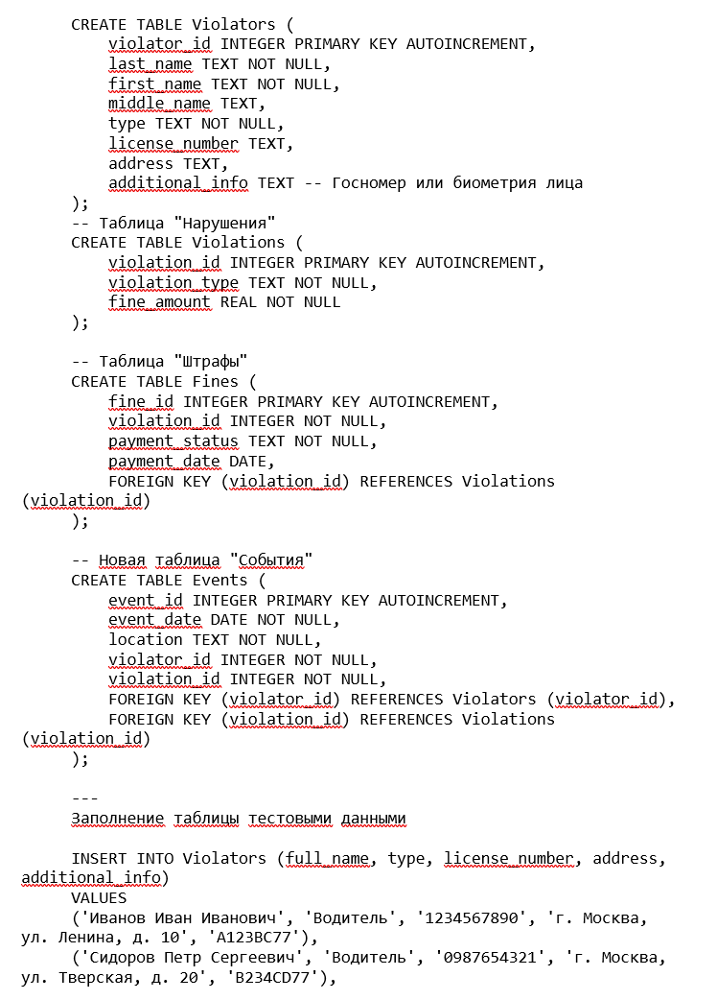 CREATE TABLE Violators (
violator_id INTEGER PRIMARY KEY AUTOINCREMENT,
last_name TEXT NOT NULL,
first_name TEXT NOT NULL,
middle_name TEXT,
type TEXT NOT NULL,
license_number TEXT,
address TEXT,
additional_info TEXT -- Госномер или биометрия лица
);
-- Таблица "Нарушения"
CREATE TABLE Violations (
violation_id INTEGER PRIMARY KEY AUTOINCREMENT,
violation_type TEXT NOT NULL,
fine_amount REAL NOT NULL
);
-- Таблица "Штрафы"
CREATE TABLE Fines (
fine_id INTEGER PRIMARY KEY AUTOINCREMENT,
violation_id INTEGER NOT NULL,
payment_status TEXT NOT NULL,
payment_date DATE,
FOREIGN KEY (violation_id) REFERENCES Violations
(violation_id)
);
-- Новая таблица "События"
CREATE TABLE Events (
event_id INTEGER PRIMARY KEY AUTOINCREMENT,
event_date DATE NOT NULL,
location TEXT NOT NULL,
violator_id INTEGER NOT NULL,
violation_id INTEGER NOT NULL,
FOREIGN KEY (violator_id) REFERENCES Violators (violator_id),
FOREIGN KEY (violation_id) REFERENCES Violations
(violation_id)
);
---
Заполнение таблицы тестовыми данными
INSERT INTO Violators (full_name, type, license_number, address,
additional_info)
VALUES
('Иванов Иван Иванович', 'Водитель', '1234567890', 'г. Москва,
ул. Ленина, д. 10', 'A123BC77'),
('Сидоров Петр Сергеевич', 'Водитель', '0987654321', 'г. Москва,
ул. Тверская, д. 20', 'B234CD77'),